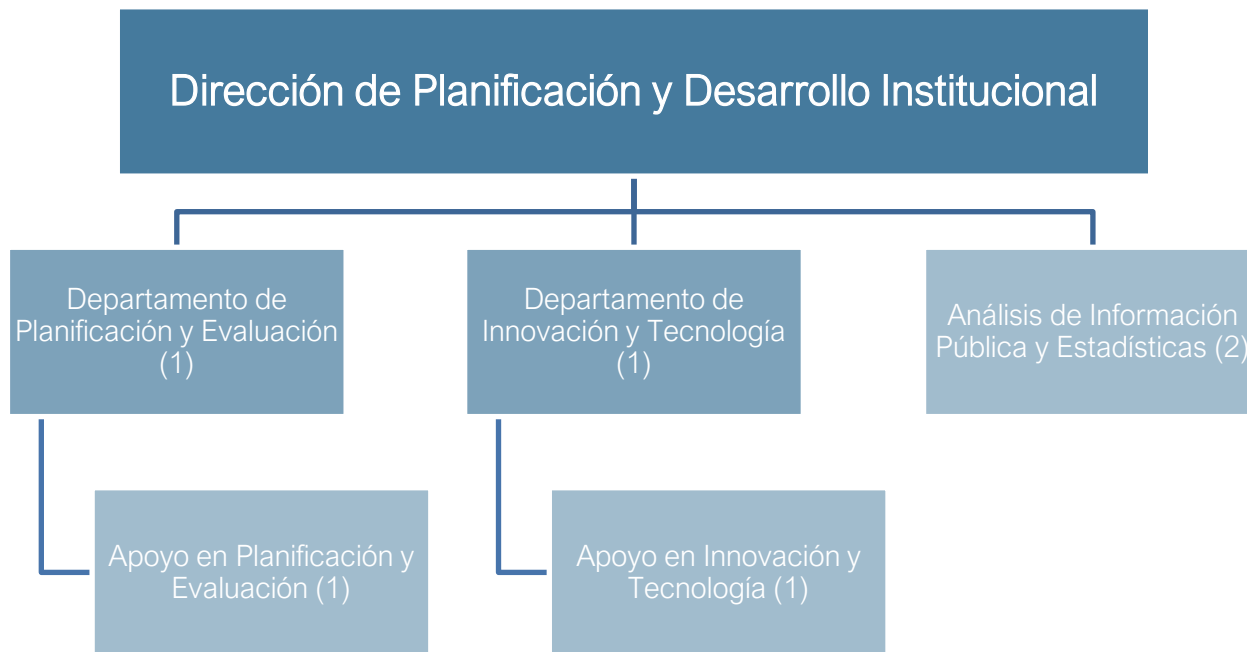 Dirección de Planificación y Desarrollo Institucional
Departamento de
Planificación y Evaluación
(1)
Departamento de
Innovación y Tecnología
(1)
Análisis de Información
Pública y Estadísticas (2)
Apoyo en Planificación y
Evaluación (1)
Apoyo en Innovación y
Tecnología (1)